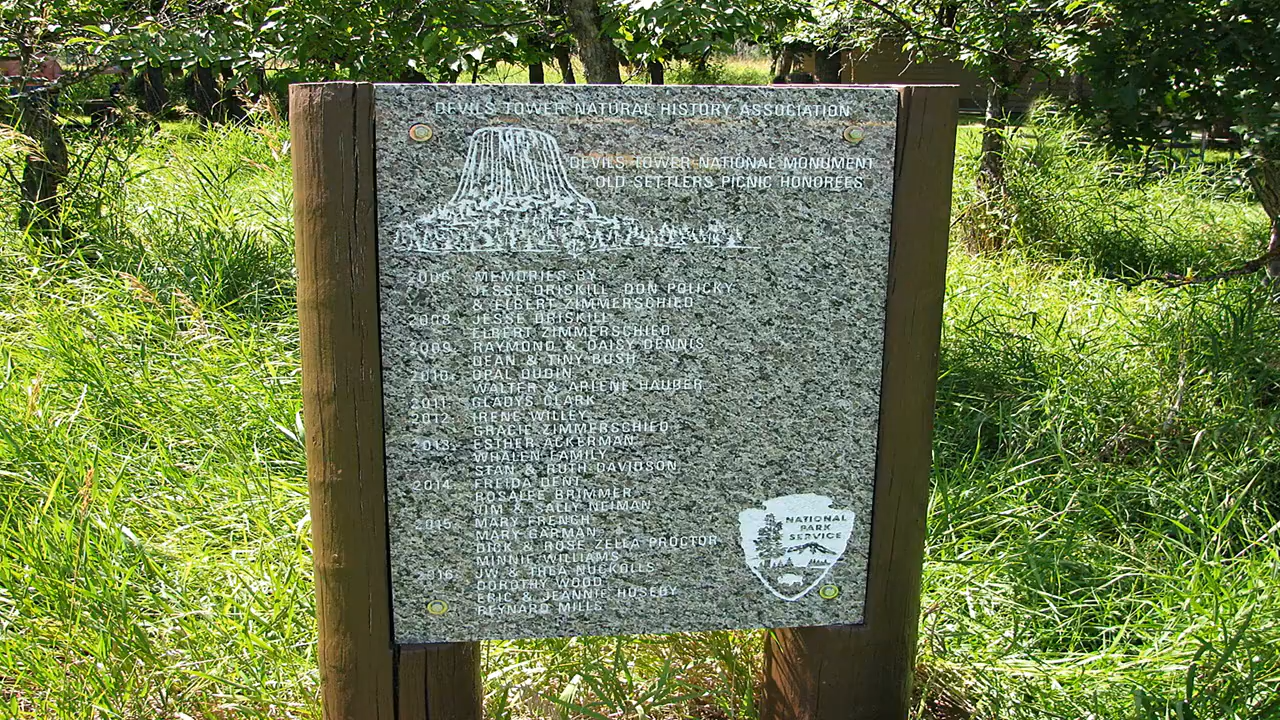 DEVILS TOWER NATURAL HISTORY ASSOCIATION
DEVILS TOWER NATIONAL MONUMENT
OLD SETTLERS PICNIC HONOREES
2006. MEMORIES BY
JESSE DRISKILL, DON POLICKY
& ELBERT ZIMMERSCHIED
2008. JESSE DRISKILL
ELBERT ZIMMERSCHIED
2009. RAYMOND & DAISY DENNIS
DEAN & TINY BUSH
2010. OPAL OUDIN
WALTER & ARLENE HAUBER
2011. GLADYS CLARK
2012. IRENE WILLEY
GRACIE ZIMMERSCHIED
2013. ESTHER ACKERMAN
WHALEN FAMILY
STAN & RUTH DAVIDSON
2014. FREIDA DENT
ROSALEE BRIMMER
JIM & SALLY NEIMAN
2015. MARY FRENCH
MARY GARMAN
DICK & ROSE ZELLA PROCTOR
MINNIE WILLIAMS
2016. JW & THEA NUCKOLLS
DOROTHY WOOD
ERIC & JEANNIE HUSEBY
REYNARD MILLS
NATIONAL
PARK
SERVICE